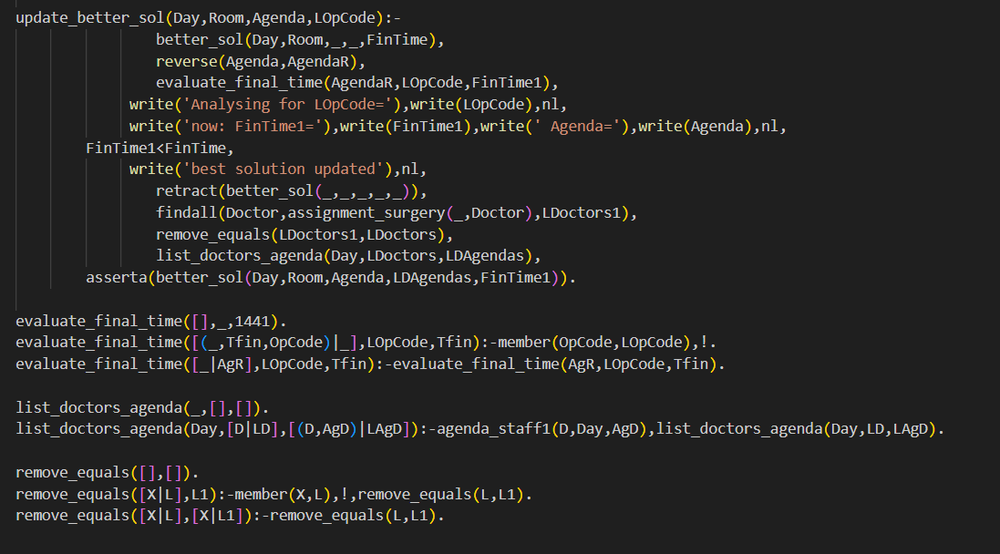 update_better_sol(Day,Room,Agenda,LOpCode):-
better_sol(Day,Room,_,_,FinTime),
reverse(Agenda,AgendaR),
evaluate_final_time(AgendaR,LOpCode,FinTime1),
write('Analysing for LOpCode='),write(LOpCode),nl,
write('now: FinTime1='),write(FinTime1),write(' Agenda='),write(Agenda),nl,
FinTime1<FinTime,
write('best solution updated'),nl,
retract(better_sol(_,_,_,_,_)),
findall(Doctor,assignment_surgery(_,Doctor),LDoctors1),
remove_equals(LDoctors1,LDoctors),
list_doctors_agenda(Day,LDoctors,LDAgendas),
asserta(better_sol(Day,Room,Agenda,LDAgendas,FinTime1)).
evaluate_final_time([],_,1441).
evaluate_final_time([(_,Tfin,OpCode)|_],LOpCode,Tfin):-member(OpCode,LOpCode),!.
evaluate_final_time([_|AgR],LOpCode,Tfin):-evaluate_final_time(AgR,LOpCode,Tfin).
list_doctors_agenda(_,[],[]).
list_doctors_agenda(Day,[D|LD],[(D,AgD)|LAgD]):-agenda_staff1(D,Day,AgD),list_doctors_agenda(Day,LD,LAgD).
remove_equals([],[]).
remove_equals([X|L],L1):-member(X,L),!,remove_equals(L,L1).
remove_equals([X|L],[X|L1]):-remove_equals(L,L1).